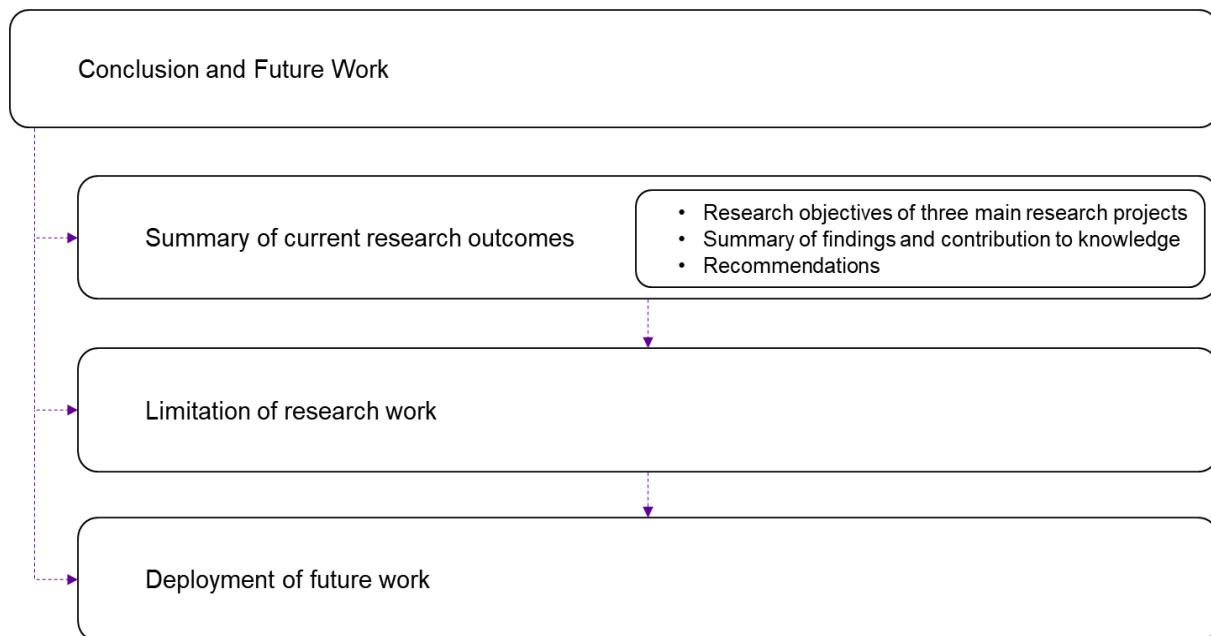 Conclusion and Future Work
Summary of current research outcomes
• Research objectives of three main research projects
• Summary of findings and contribution to knowledge
• Recommendations
Limitation of research work
Deployment of future work